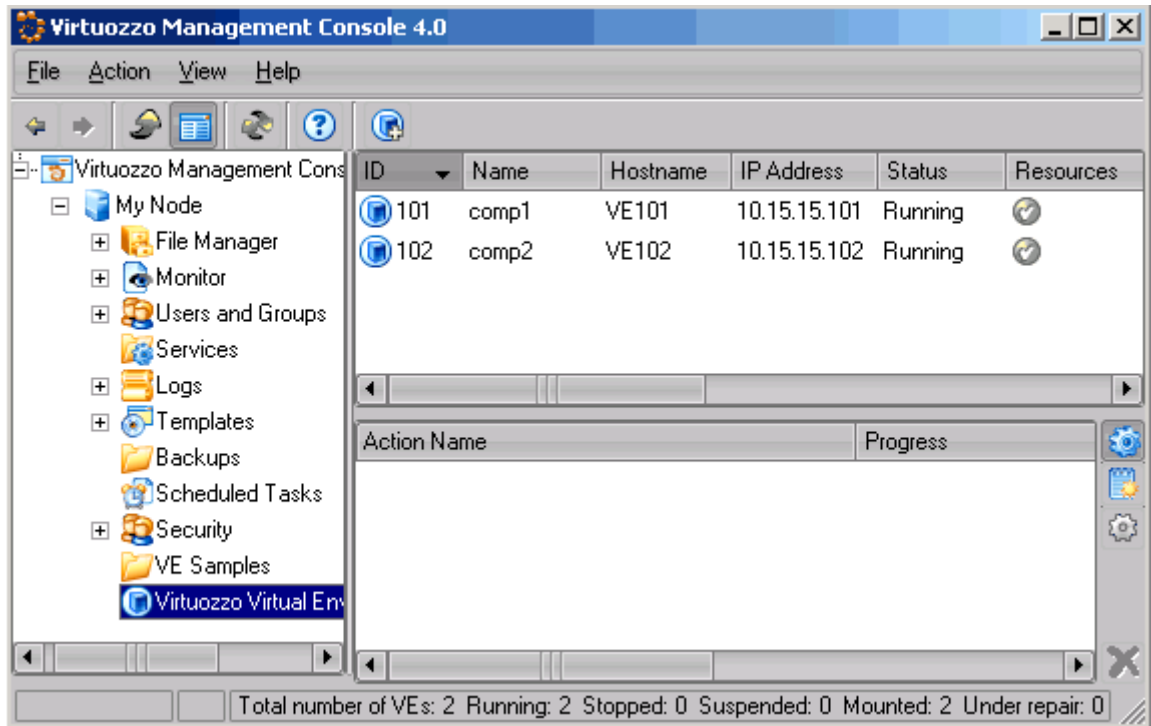 Virtuozzo Management Console 4.0
File Action View Help
Virtuozzo Management Cons
My Node
File Manager
Monitor
Users and Groups
Services
Logs
Templates
Backups
Scheduled Tasks
Security
VE Samples
Virtuozzo Virtual Env
ID Name Hostname IP Address Status Resources
101 comp1 VE101 10.15.15.101 Running
102 comp2 VE102 10.15.15.102 Running
Action Name Progress
Total number of VEs: 2 Running: 2 Stopped: 0 Suspended: 0 Mounted: 2 Under repair: 0